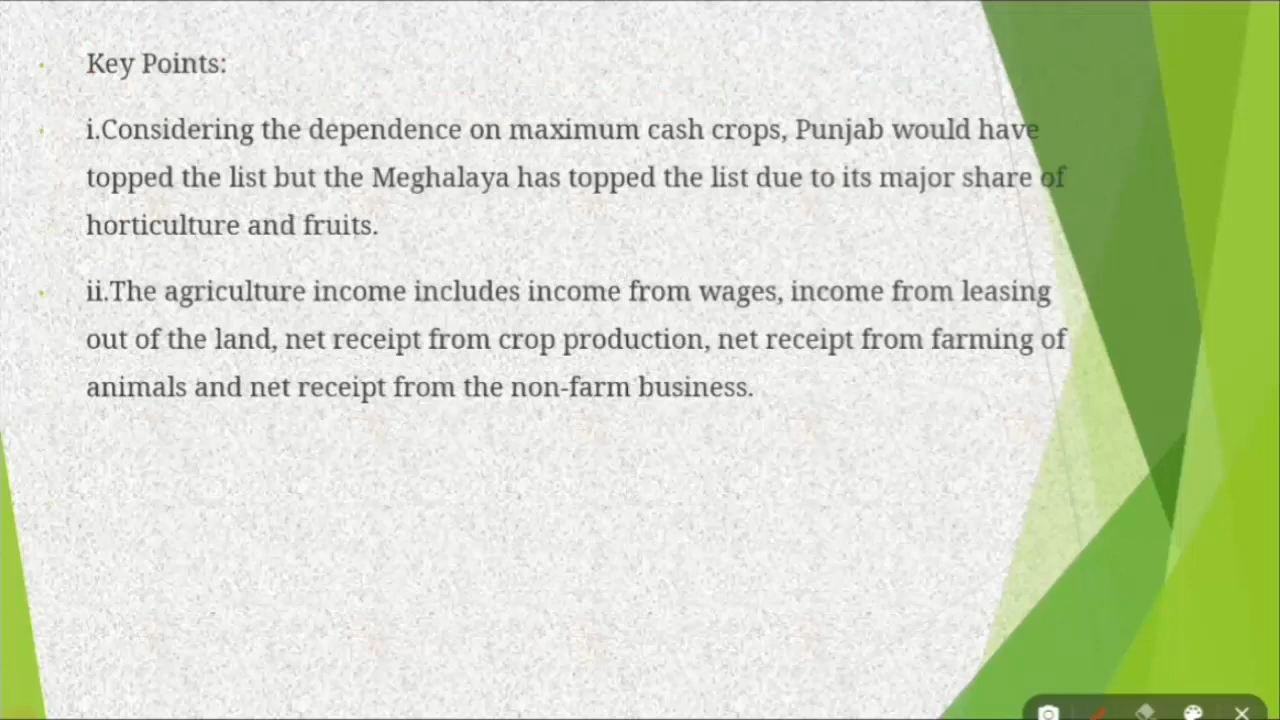 Key Points:
i.Considering the dependence on maximum cash crops, Punjab would have
topped the list but the Meghalaya has topped the list due to its major share of
horticulture and fruits.
ii.The agriculture income includes income from wages, income from leasing
out of the land, net receipt from crop production, net receipt from farming of
animals and net receipt from the non-farm business.